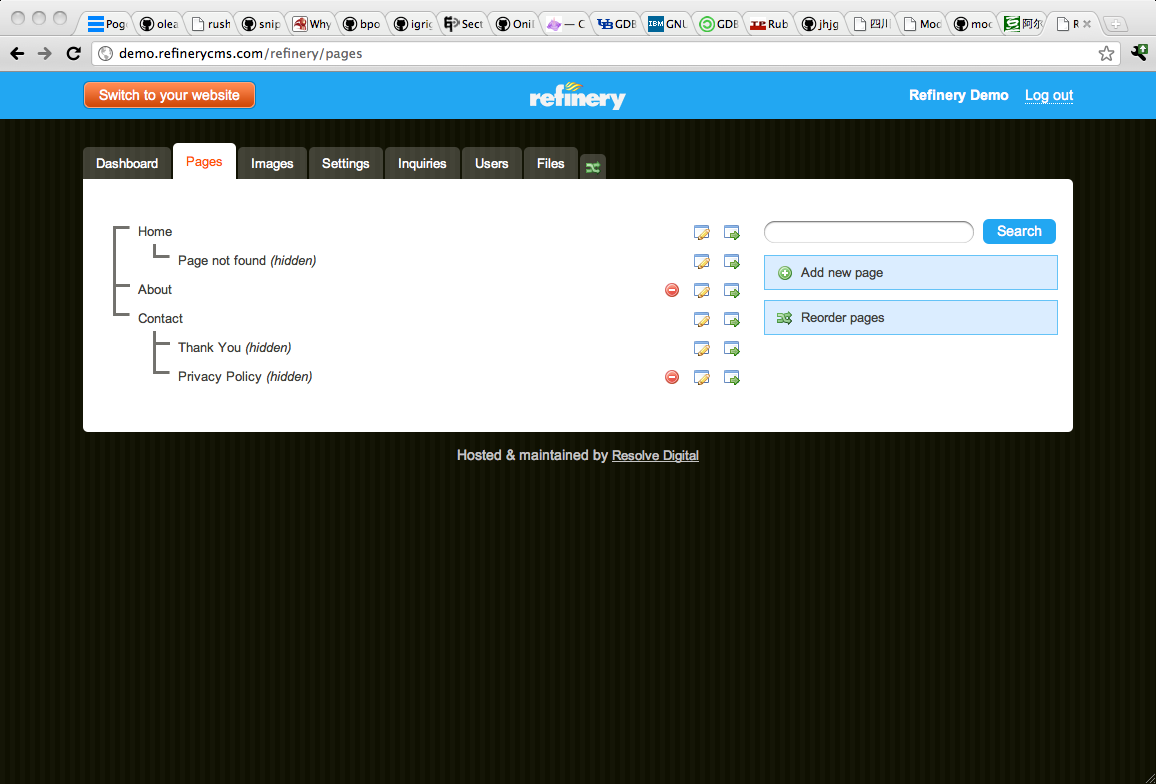 Pog olea rush snip Why bpo igrig Sect Onil — C GDB IBM GNU GDB Rub jhjg 四川 Mod moc 阿尔 R
demo.refinerycms.com/refinery/pages
Switch to your website refinery Refinery Demo Log out
Dashboard Pages Images Settings Inquiries Users Files
Home
Search
Page not found (hidden)
Add new page
About
Contact
Reorder pages
Thank You (hidden)
Privacy Policy (hidden)
Hosted & maintained by Resolve Digital